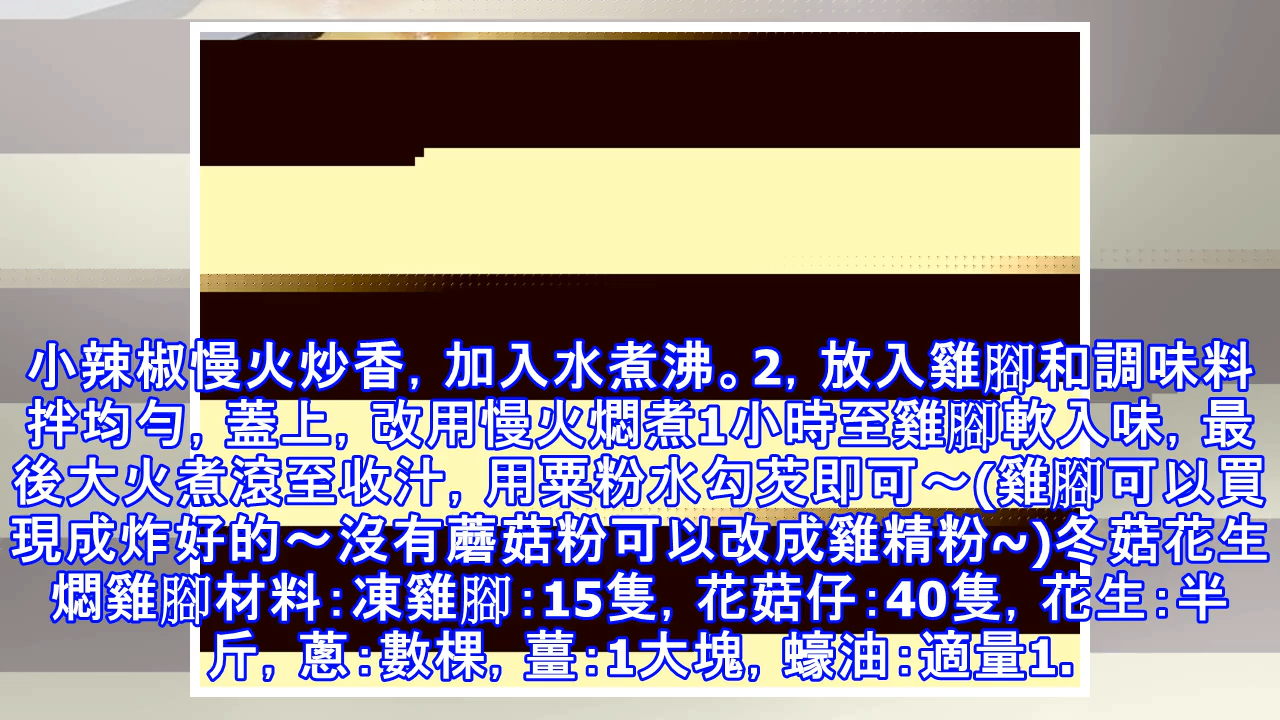 小辣椒慢火炒香, 加入水煮沸。2, 放入雞腳和調味料
拌均勻, 蓋上, 改用慢火燜煮1小時至雞腳軟入味, 最
後大火煮滾至收汁, 用粟粉水勾芡即可～(雞腳可以買
現成炸好的～沒有蘑菇粉可以改成雞精粉~)冬菇花生
燜雞腳材料:凍雞腳:15隻, 花菇仔:40隻, 花生:半
斤, 蔥:數棵, 薑:1大塊, 蠔油:適量1.